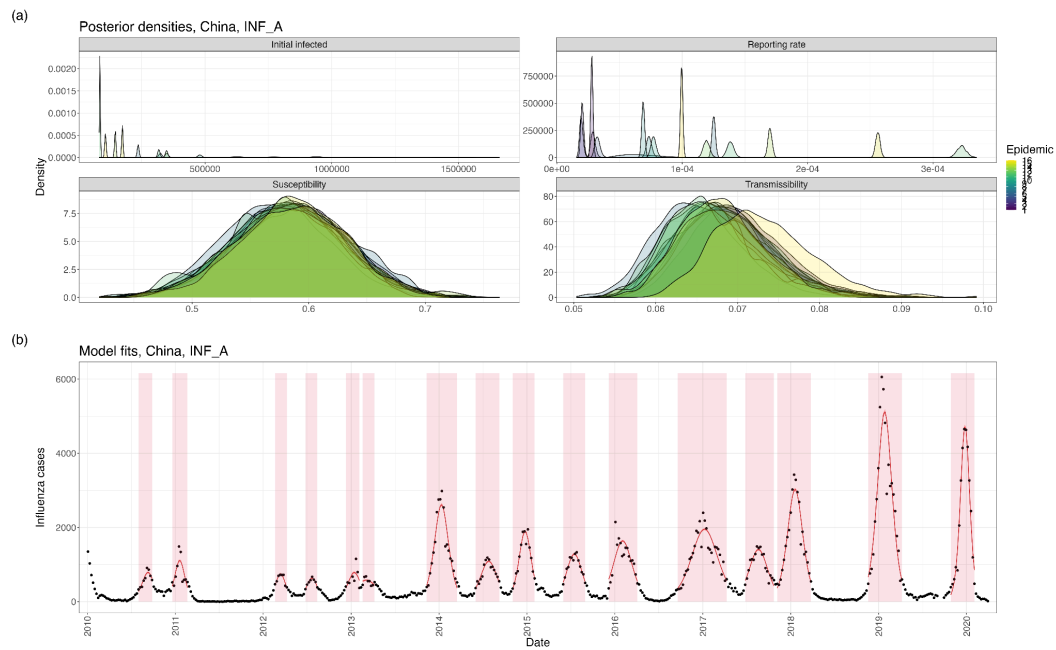 (a)
Posterior densities, China, INF_A
Initial infected
Reporting rate
0.0020
0.0015
0.0010
0.0005
0.0000
500000
1000000
1500000
750000
500000
250000
0
0e+00
1e-04
2e-04
3e-04
Density
Susceptibility
Transmissibility
7.5
5.0
2.5
0.0
0.5
0.6
0.7
80
60
40
20
0
0.05
0.06
0.07
0.08
0.09
0.10
Epidemic
16
1
(b)
Model fits, China, INF_A
Influenza cases
6000
4000
2000
0
2010
2011
2012
2013
2014
2015
2016
2017
2018
2019
2020
Date